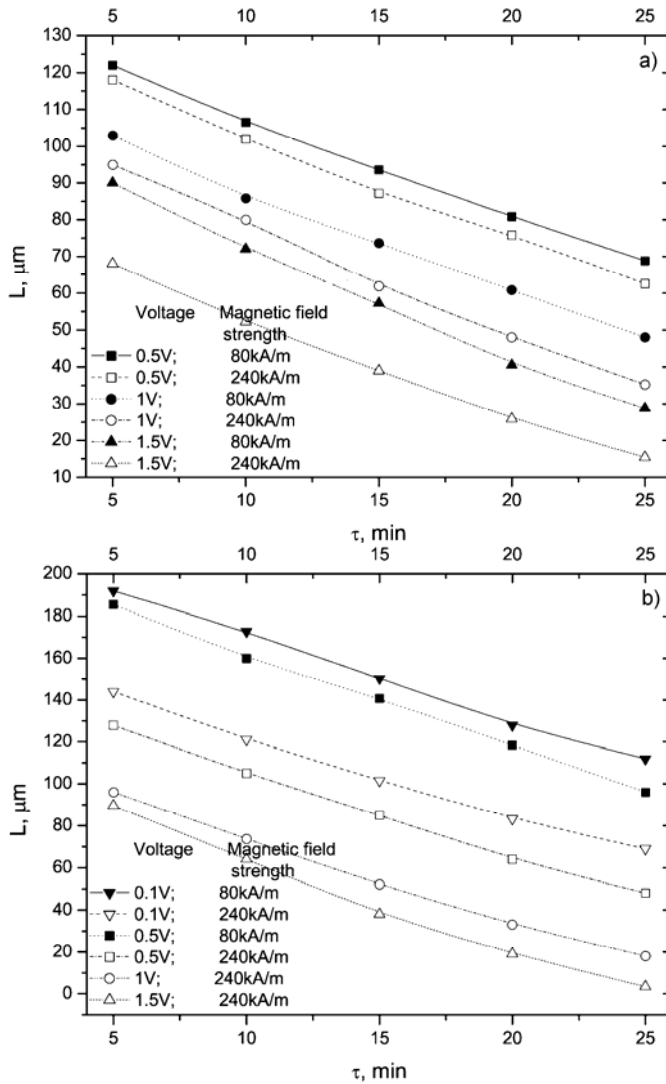 5 10 15 20 25
a)
130
120
110
100
90
80
70
60
50
40
30
20
10
L, μm
Voltage Magnetic field
strength
0.5V; 80kA/m
0.5V; 240kA/m
1V; 80kA/m
1V; 240kA/m
1.5V; 80kA/m
1.5V; 240kA/m
5 10 15 20 25
τ, min
5 10 15 20 25
b)
200
180
160
140
120
100
80
60
40
20
0
L, μm
Voltage Magnetic field
strength
0.1V; 80kA/m
0.1V; 240kA/m
0.5V; 80kA/m
0.5V; 240kA/m
1V; 240kA/m
1.5V; 240kA/m
5 10 15 20 25
τ, min